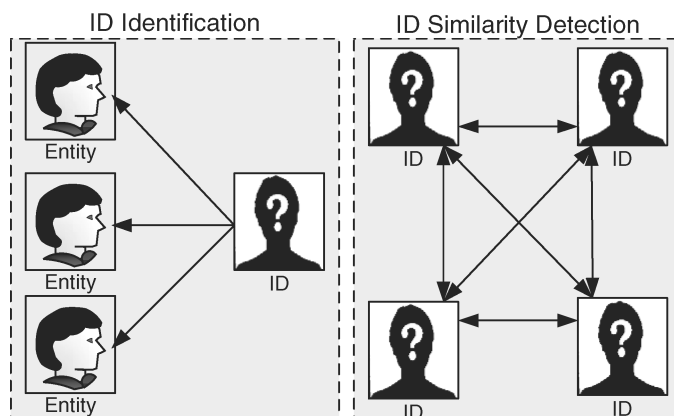 ID Identification
Entity
Entity
Entity
?
ID
ID Similarity Detection
?
ID
?
ID
?
ID
?
ID